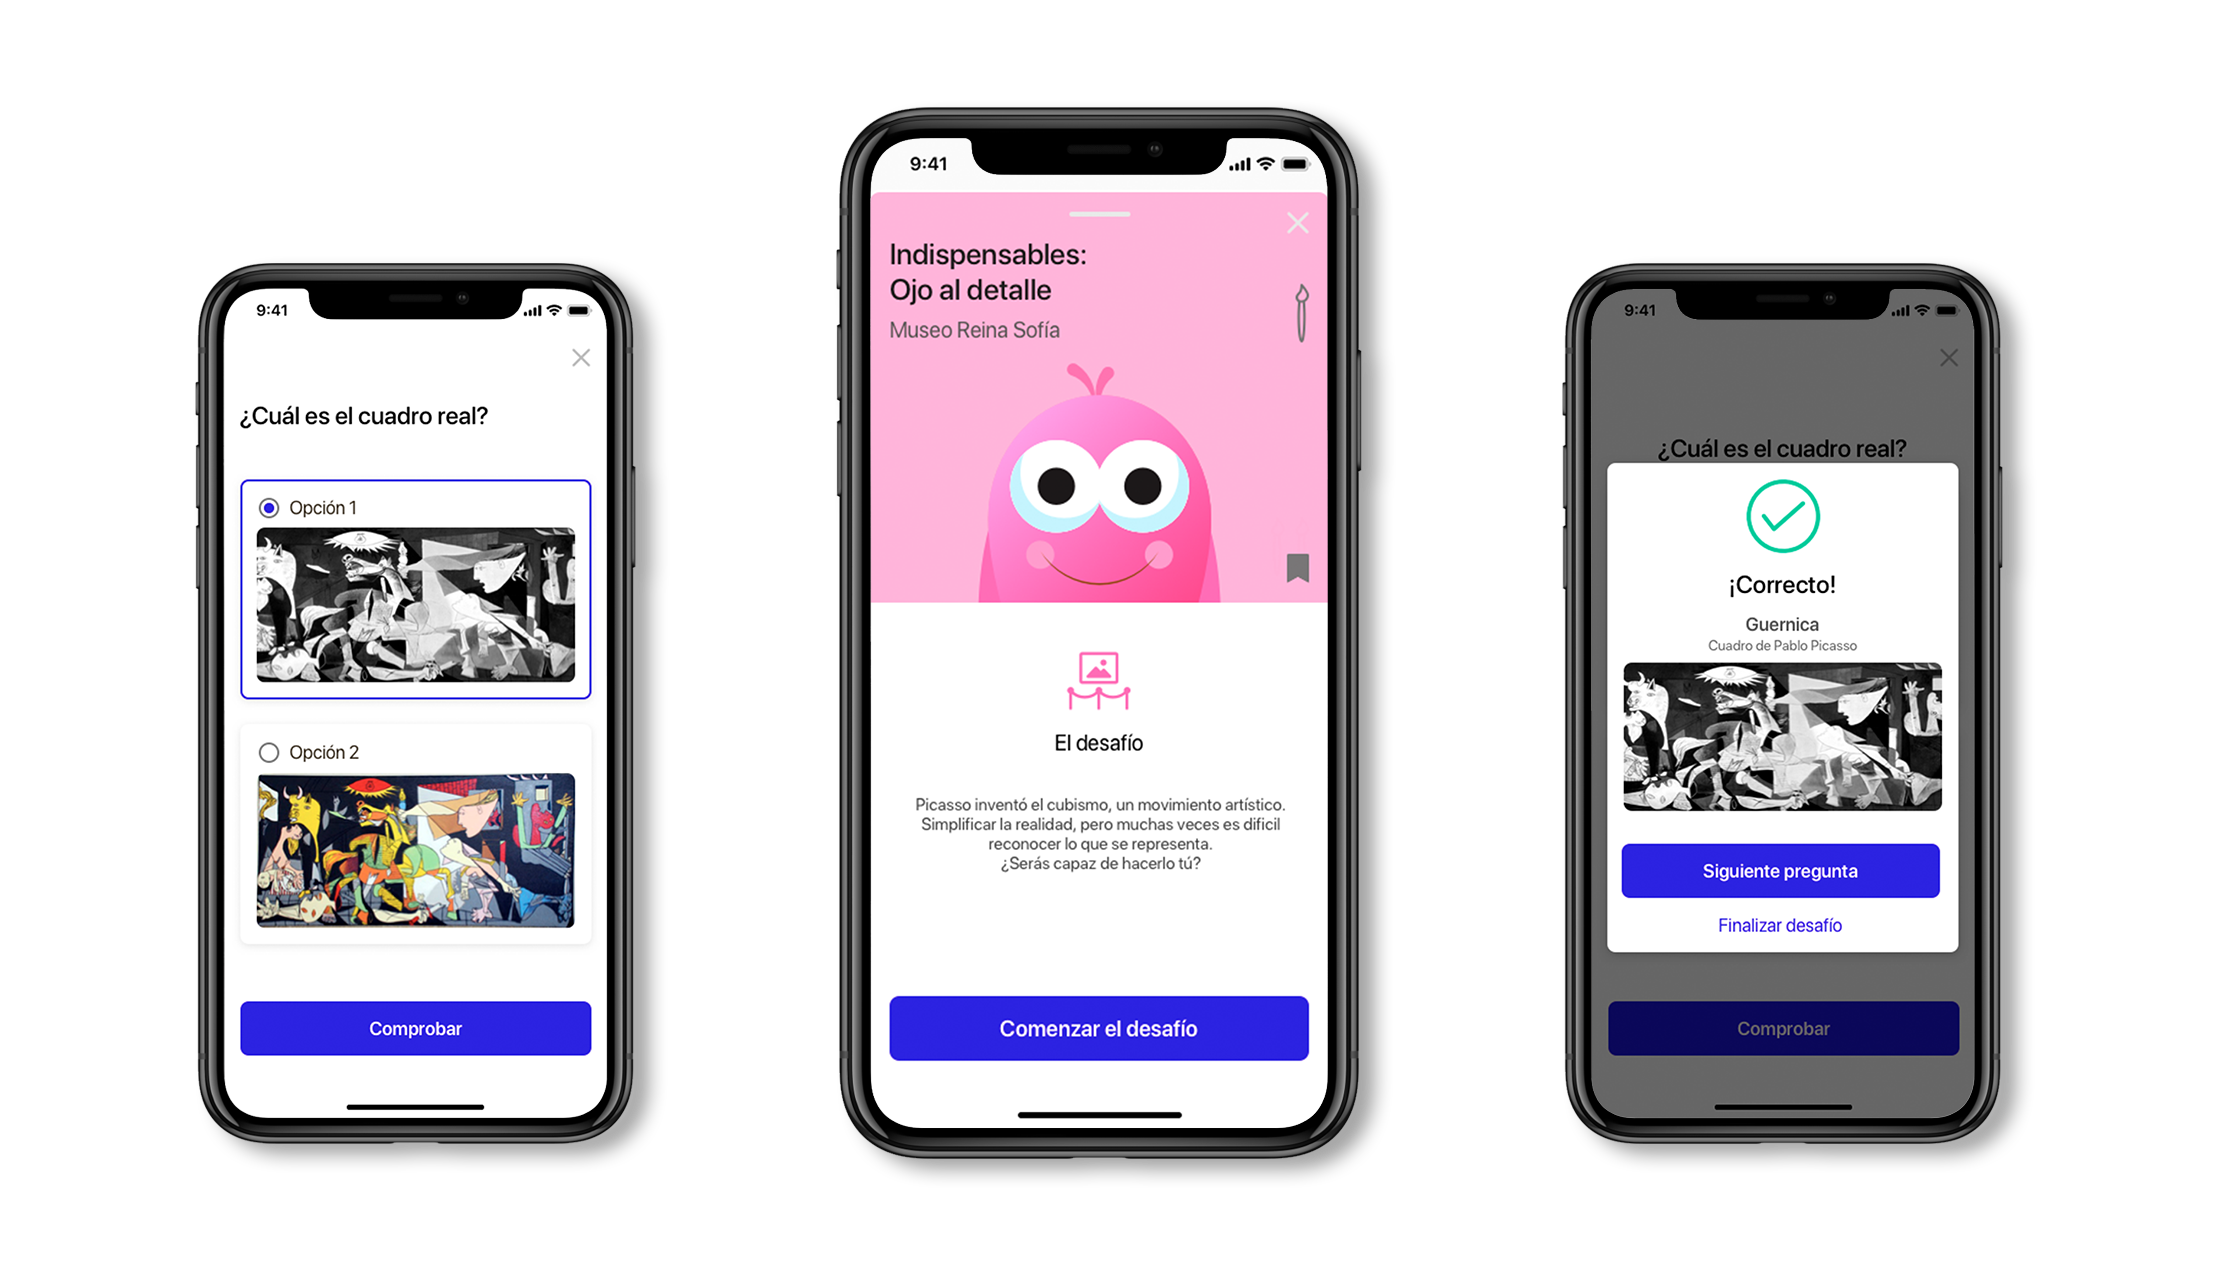 9:41
¿Cuál es el cuadro real?
Opción 1
Opción 2
Comprobar
9:41
Indispensables:
Ojo al detalle
Museo Reina Sofía
El desafío
Picasso inventó el cubismo, un movimiento artístico.
Simplificar la realidad, pero muchas veces es dificil
reconocer lo que se representa.
¿Serás capaz de hacerlo tú?
Comenzar el desafío
9:41
¿Cuál es el cuadro real?
¡Correcto!
Guernica
Cuadro de Pablo Picasso
Siguiente pregunta
Finalizar desafío
Comprobar